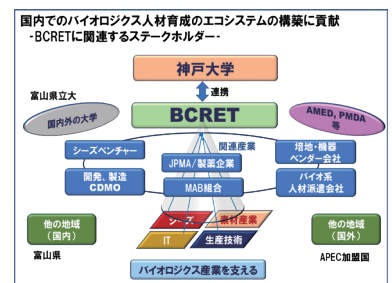 国内でのバイオロジクス人材育成のエコシステムの構築に貢献
-BCRETに関連するステークホルダー-
神戸大学
連携
富山県立大
BCRET
国内外の大学
AMED, PMDA
等
関連産業
シーズベンチャー
JPMA/製薬企業
培地・機器
ベンダー会社
開発、製造
CDMO
MAB組合
バイオ系
人材派遣会社
シーズ
素材産業
IT
生産技術
他の地域
(国内)
他の地域
(国外)
富山県
APEC加盟国
バイオロジクス産業を支える